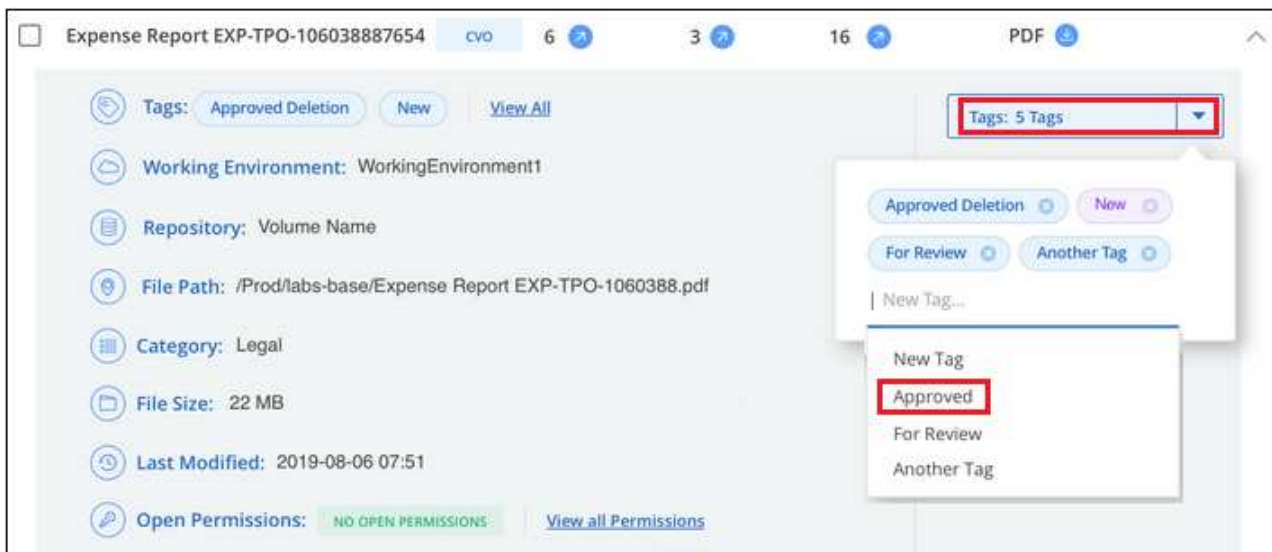 Expense Report EXP-TPO-106038887654 CVO 6 3 16 PDF
Tags: Approved Deletion New View All
Tags: 5 Tags
Working Environment: WorkingEnvironment1
Repository: Volume Name
File Path: /Prod/labs-base/Expense Report EXP-TPO-1060388.pdf
Category: Legal
File Size: 22 MB
Last Modified: 2019-08-06 07:51
Open Permissions: NO OPEN PERMISSIONS View all Permissions
Approved Deletion New
For Review Another Tag
New Tag...
New Tag
Approved
For Review
Another Tag